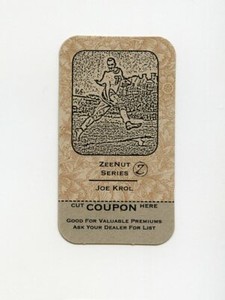 ZEENUT
SERIES Z
JOE KROL
CUT COUPON HERE
GOOD FOR VALUABLE PREMIUMS
ASK YOUR DEALER FOR LIST